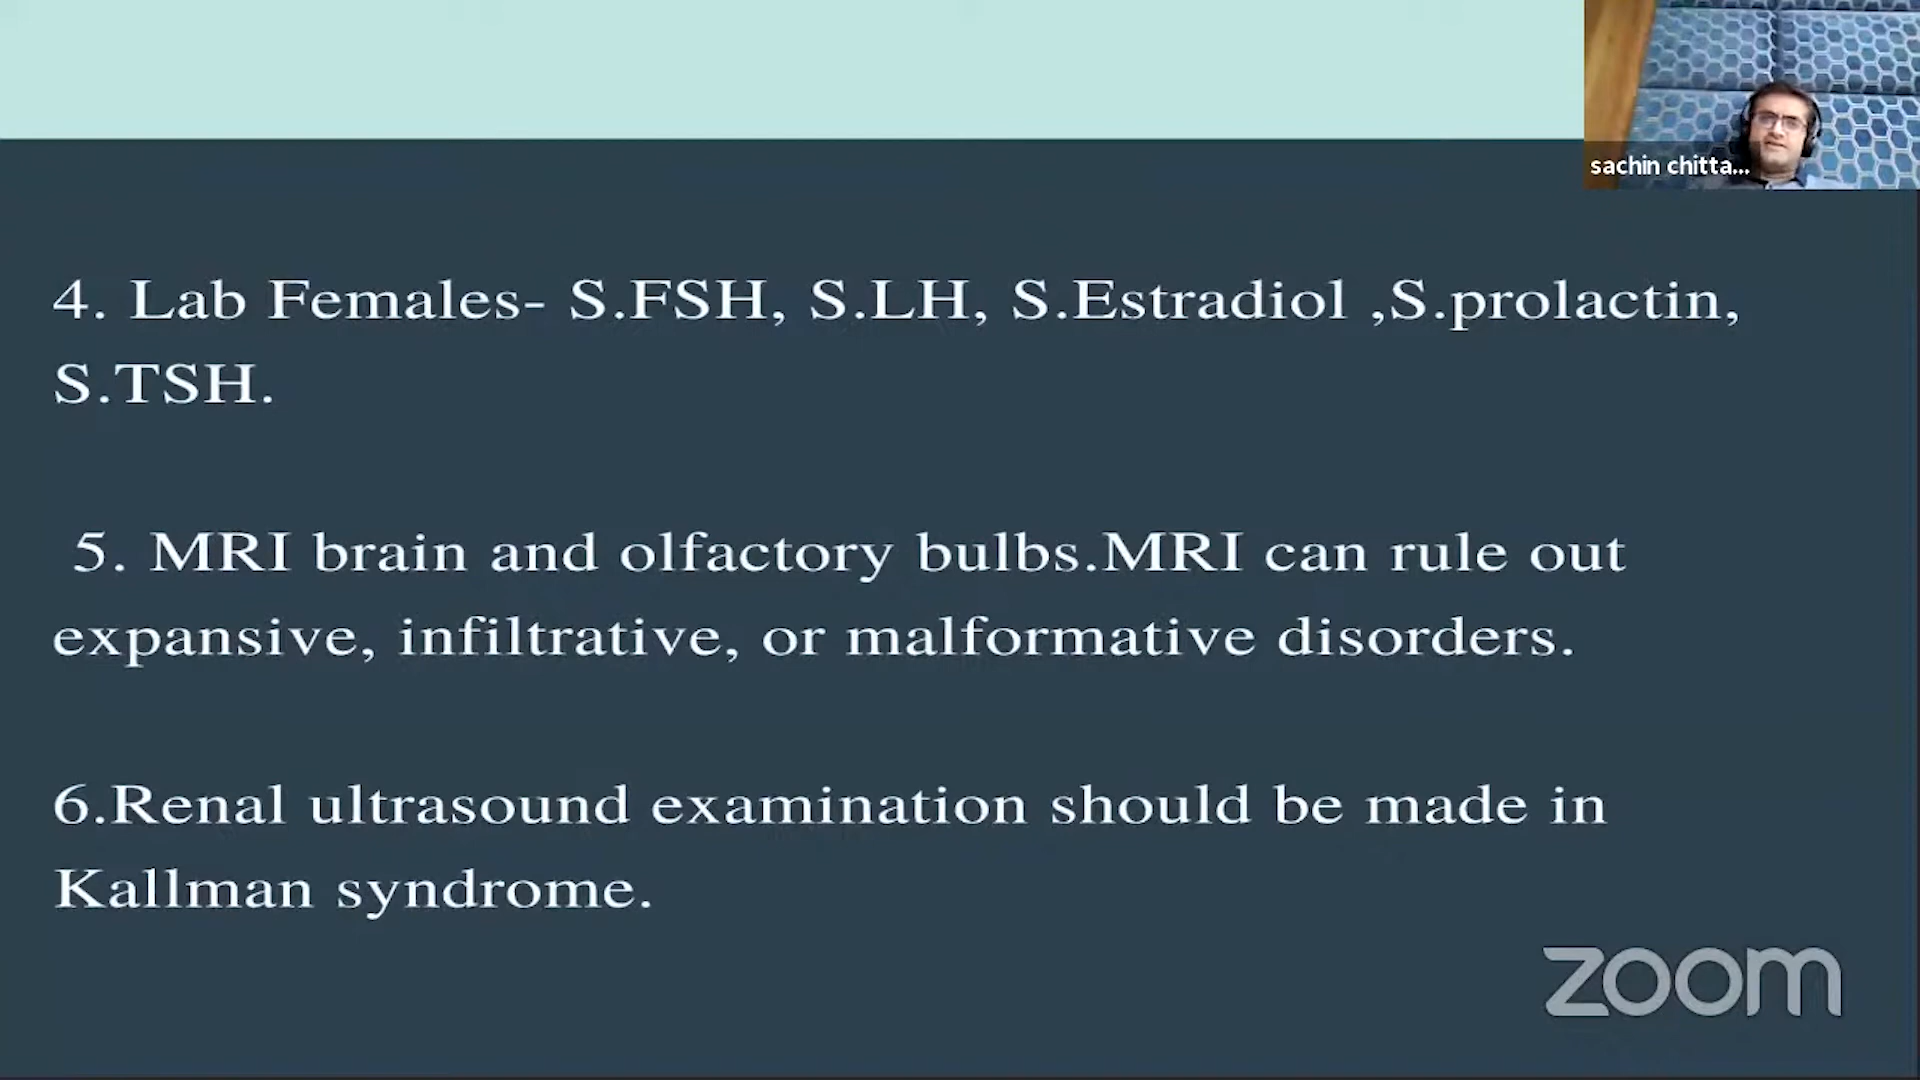 sachin chitta...
4. Lab Females- S.FSH, S.LH, S.Estradiol ,S.prolactin,
S.TSH.
5. MRI brain and olfactory bulbs.MRI can rule out
expansive, infiltrative, or malformative disorders.
6.Renal ultrasound examination should be made in
Kallman syndrome.
zoom